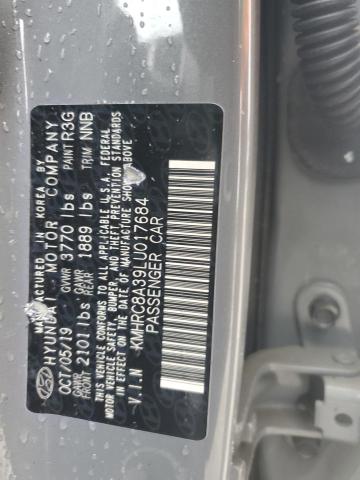 MANUFACTURED IN KOREA BY
HYUNDAI MOTOR COMPANY
OCT/05/19 GVWR 3770 lbs PAINT R3G
GAWR FRONT 2101 lbs GAWR REAR 1889 lbs TRIM NNB
THIS VEHICLE CONFORMS TO ALL APPLICABLE U.S.A. FEDERAL
MOTOR VEHICLE SAFETY, BUMPER, AND THEFT PREVENTION STANDARDS
IN EFFECT ON THE DATE OF MANUFACTURE SHOWN ABOVE
V.I.N KMHRC8A39LU017684
PASSENGER CAR